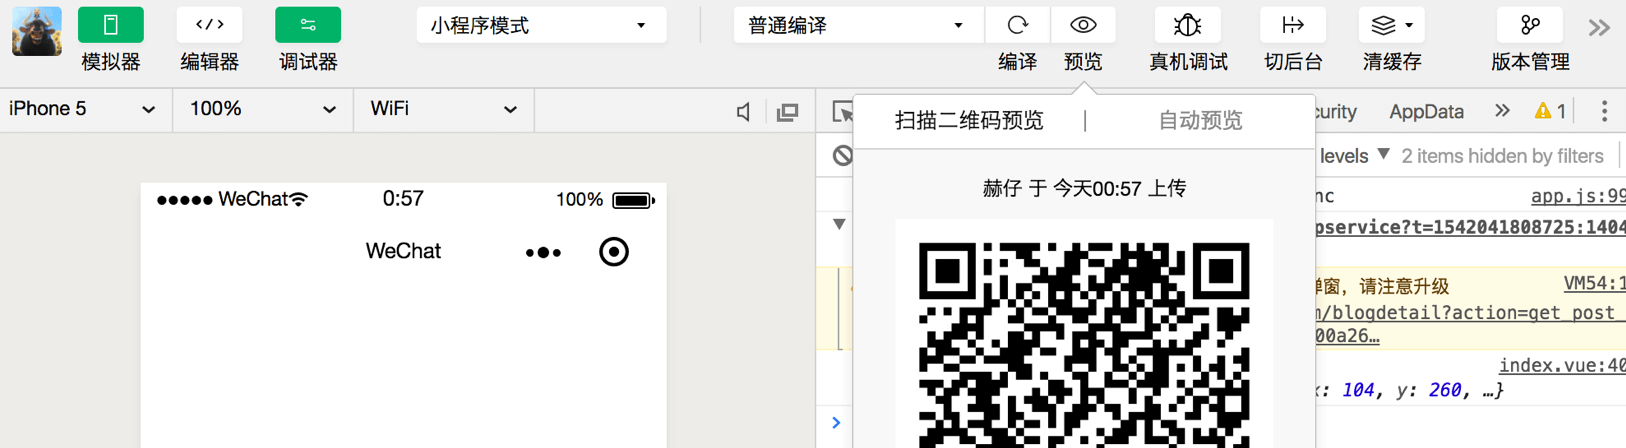 小程序模式
普通编译
模拟器
编辑器
调试器
编译
预览
真机调试
切后台
清缓存
版本管理
iPhone 5
100%
WiFi
curity
AppData
1
扫描二维码预览
自动预览
levels
2 items hidden by filters
赫仔 于 今天00:57 上传
WeChat
0:57
100%
WeChat
nc
app.js:99
pservice?t=1542041808725:1404
弹窗，请注意升级
VM54:1
m/blogdetail?action=get_post_
00a26…
index.vue:40
x: 104, y: 260, …}